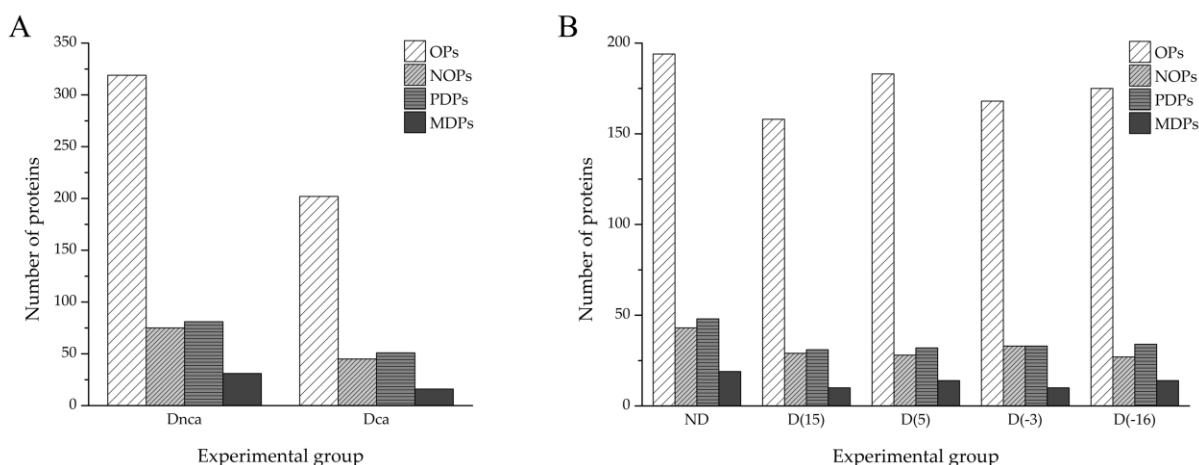 A
Number of proteins
350
300
250
200
150
100
50
0
OPs
NOPs
PDPs
MDPs
Dnca
Dca
Experimental group
B
Number of proteins
200
150
100
50
0
OPs
NOPs
PDPs
MDPs
ND
D(15)
D(5)
D(-3)
D(-16)
Experimental group